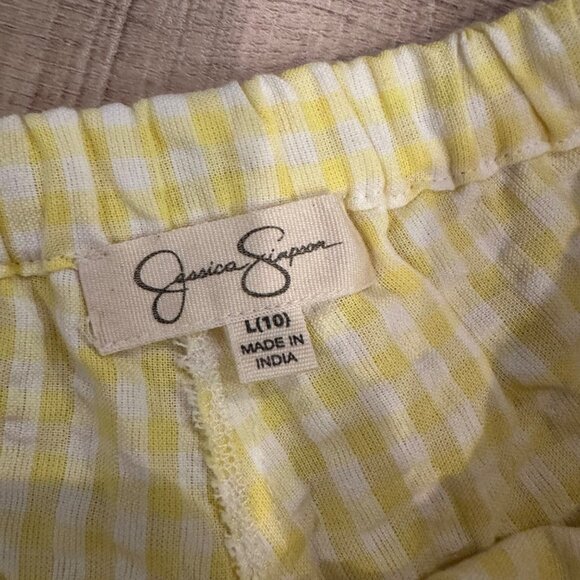 Jessica Simpson
L(10)
MADE IN
INDIA